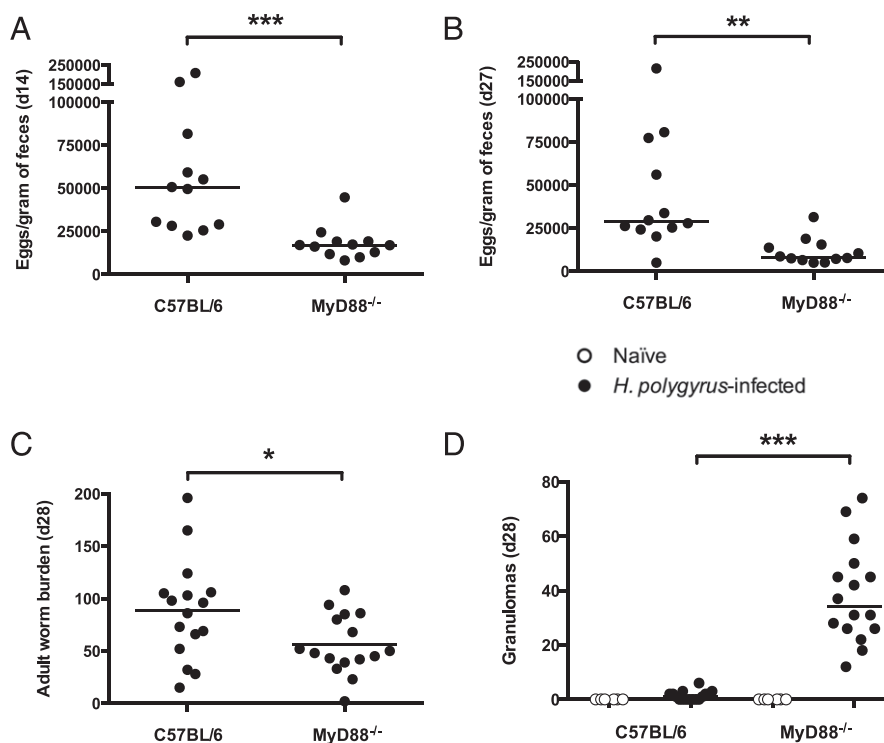 A
***
Eggs/gram of feces (d14)
250000
150000
100000
75000
50000
25000
0
C57BL/6
MyD88-/-
B
**
Eggs/gram of feces (d27)
250000
150000
100000
75000
50000
25000
0
C57BL/6
MyD88-/-
Naïve
H. polygyrus-infected
C
*
Adult worm burden (d28)
200
150
100
50
0
C57BL/6
MyD88-/-
D
***
Granulomas (d28)
80
60
40
20
0
C57BL/6
MyD88-/-